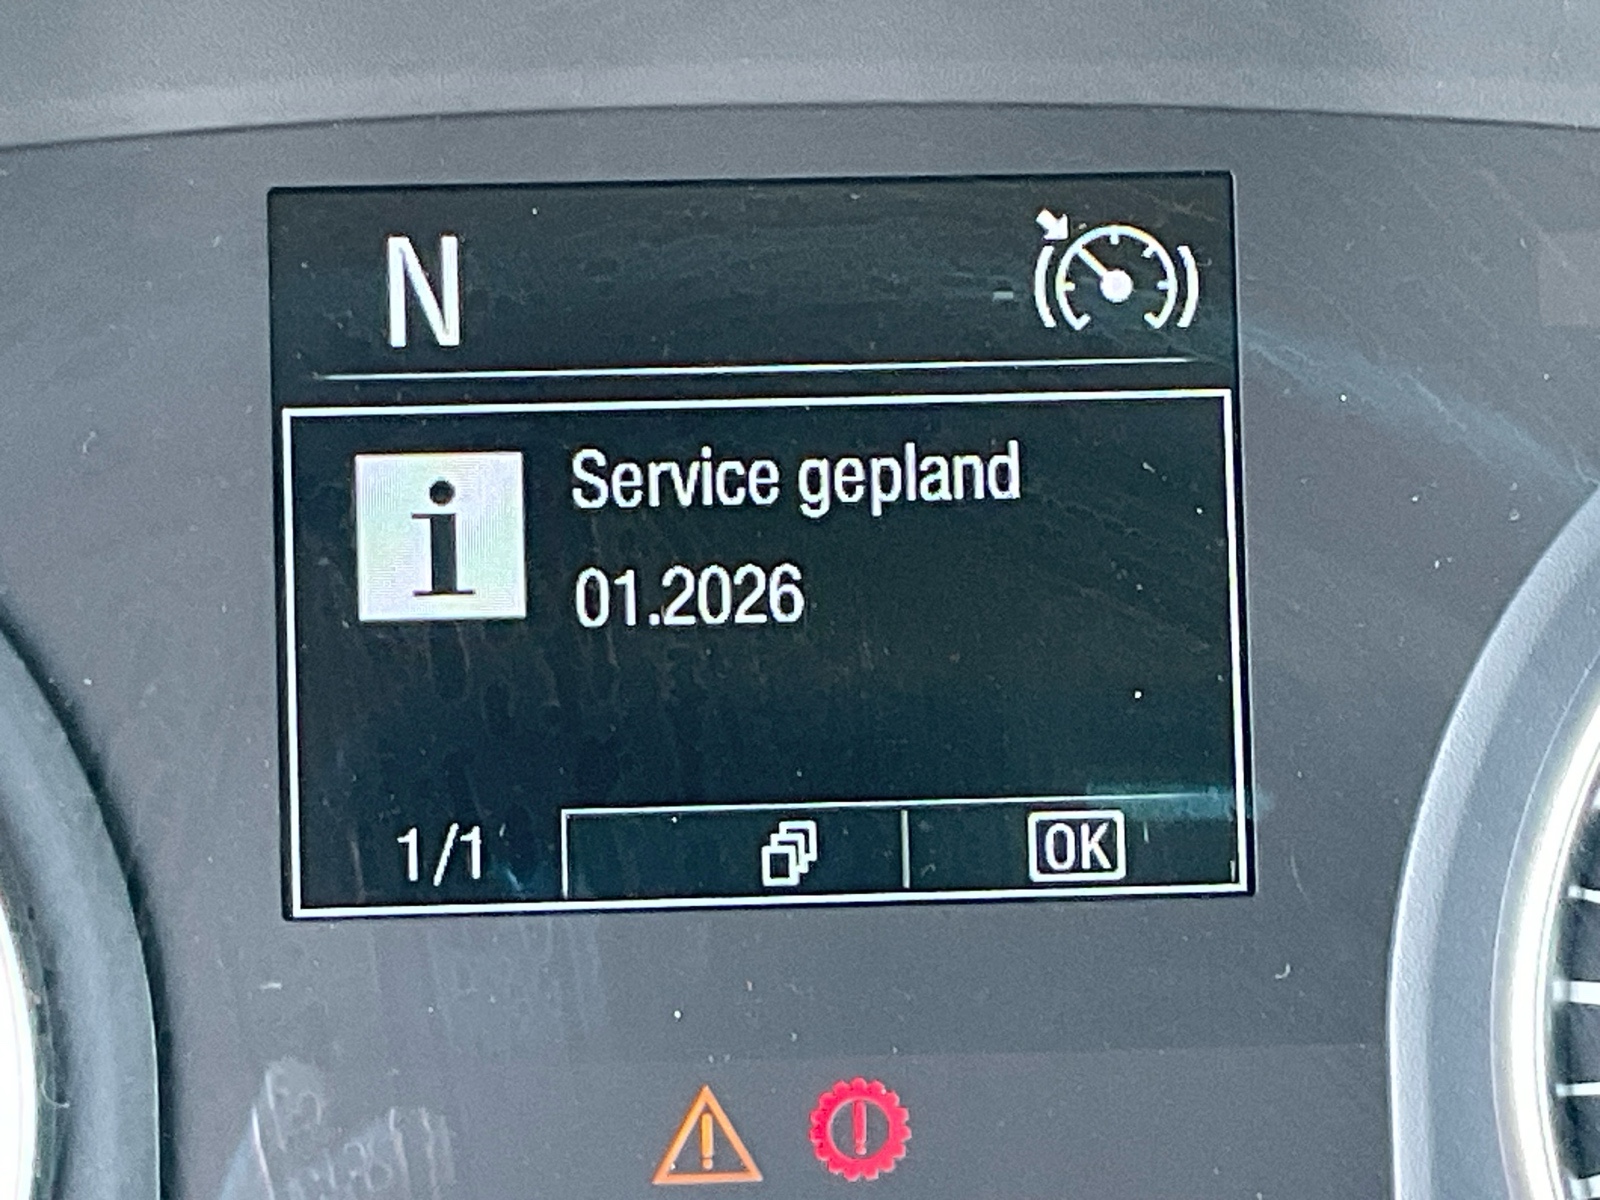 N
i
Service gepland
01.2026
1/1
OK